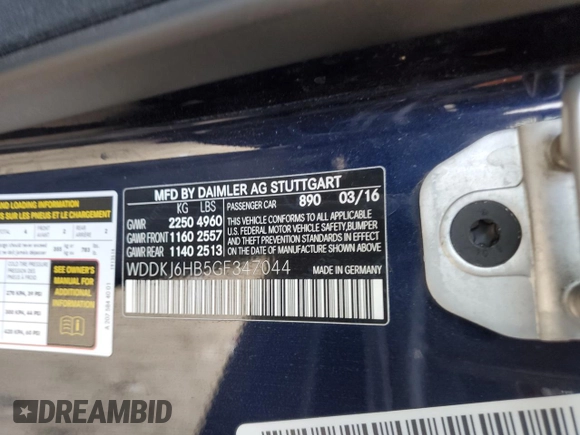 MFD BY DAIMLER AG STUTTGART
KG LBS PASSENGER CAR 890 03/16
GVWR 2250 4960
GAWR FRONT 1160 2557
GAWR REAR 1140 2513
THIS VEHICLE CONFORMS TO ALL APPLICABLE
U.S. FEDERAL MOTOR VEHICLE SAFETY, BUMPER
AND THEFT PREVENTION STANDARDS
IN EFFECT ON THE DATE OF
MANUFACTURE SHOWN ABOVE.
WDDKJ6HB5GF347044 MADE IN GERMANY
AND LOADING INFORMATION
SUR LES PNEUS ET LE CHARGEMENT
SEE OWNER'S
MANUAL FOR
ADDITIONAL
INFORMATION
DREAMBID